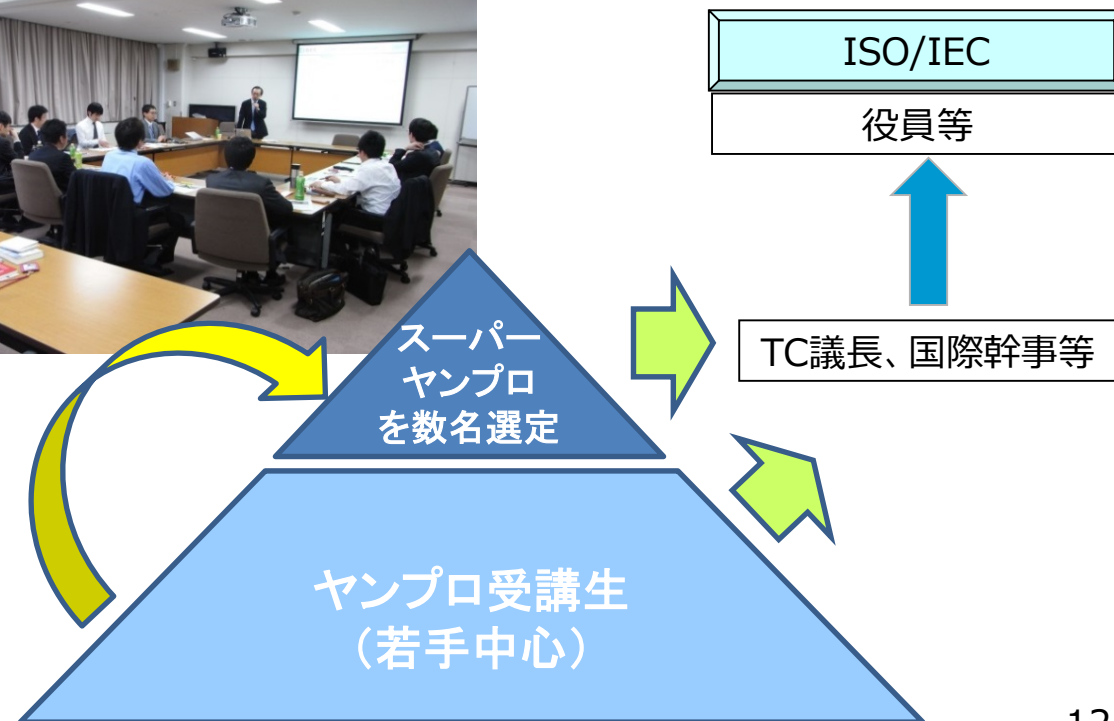 ISO/IEC
役員等
TC議長、国際幹事等
スーパー
ヤンプロ
を数名選定
ヤンプロ受講生
（若手中心）